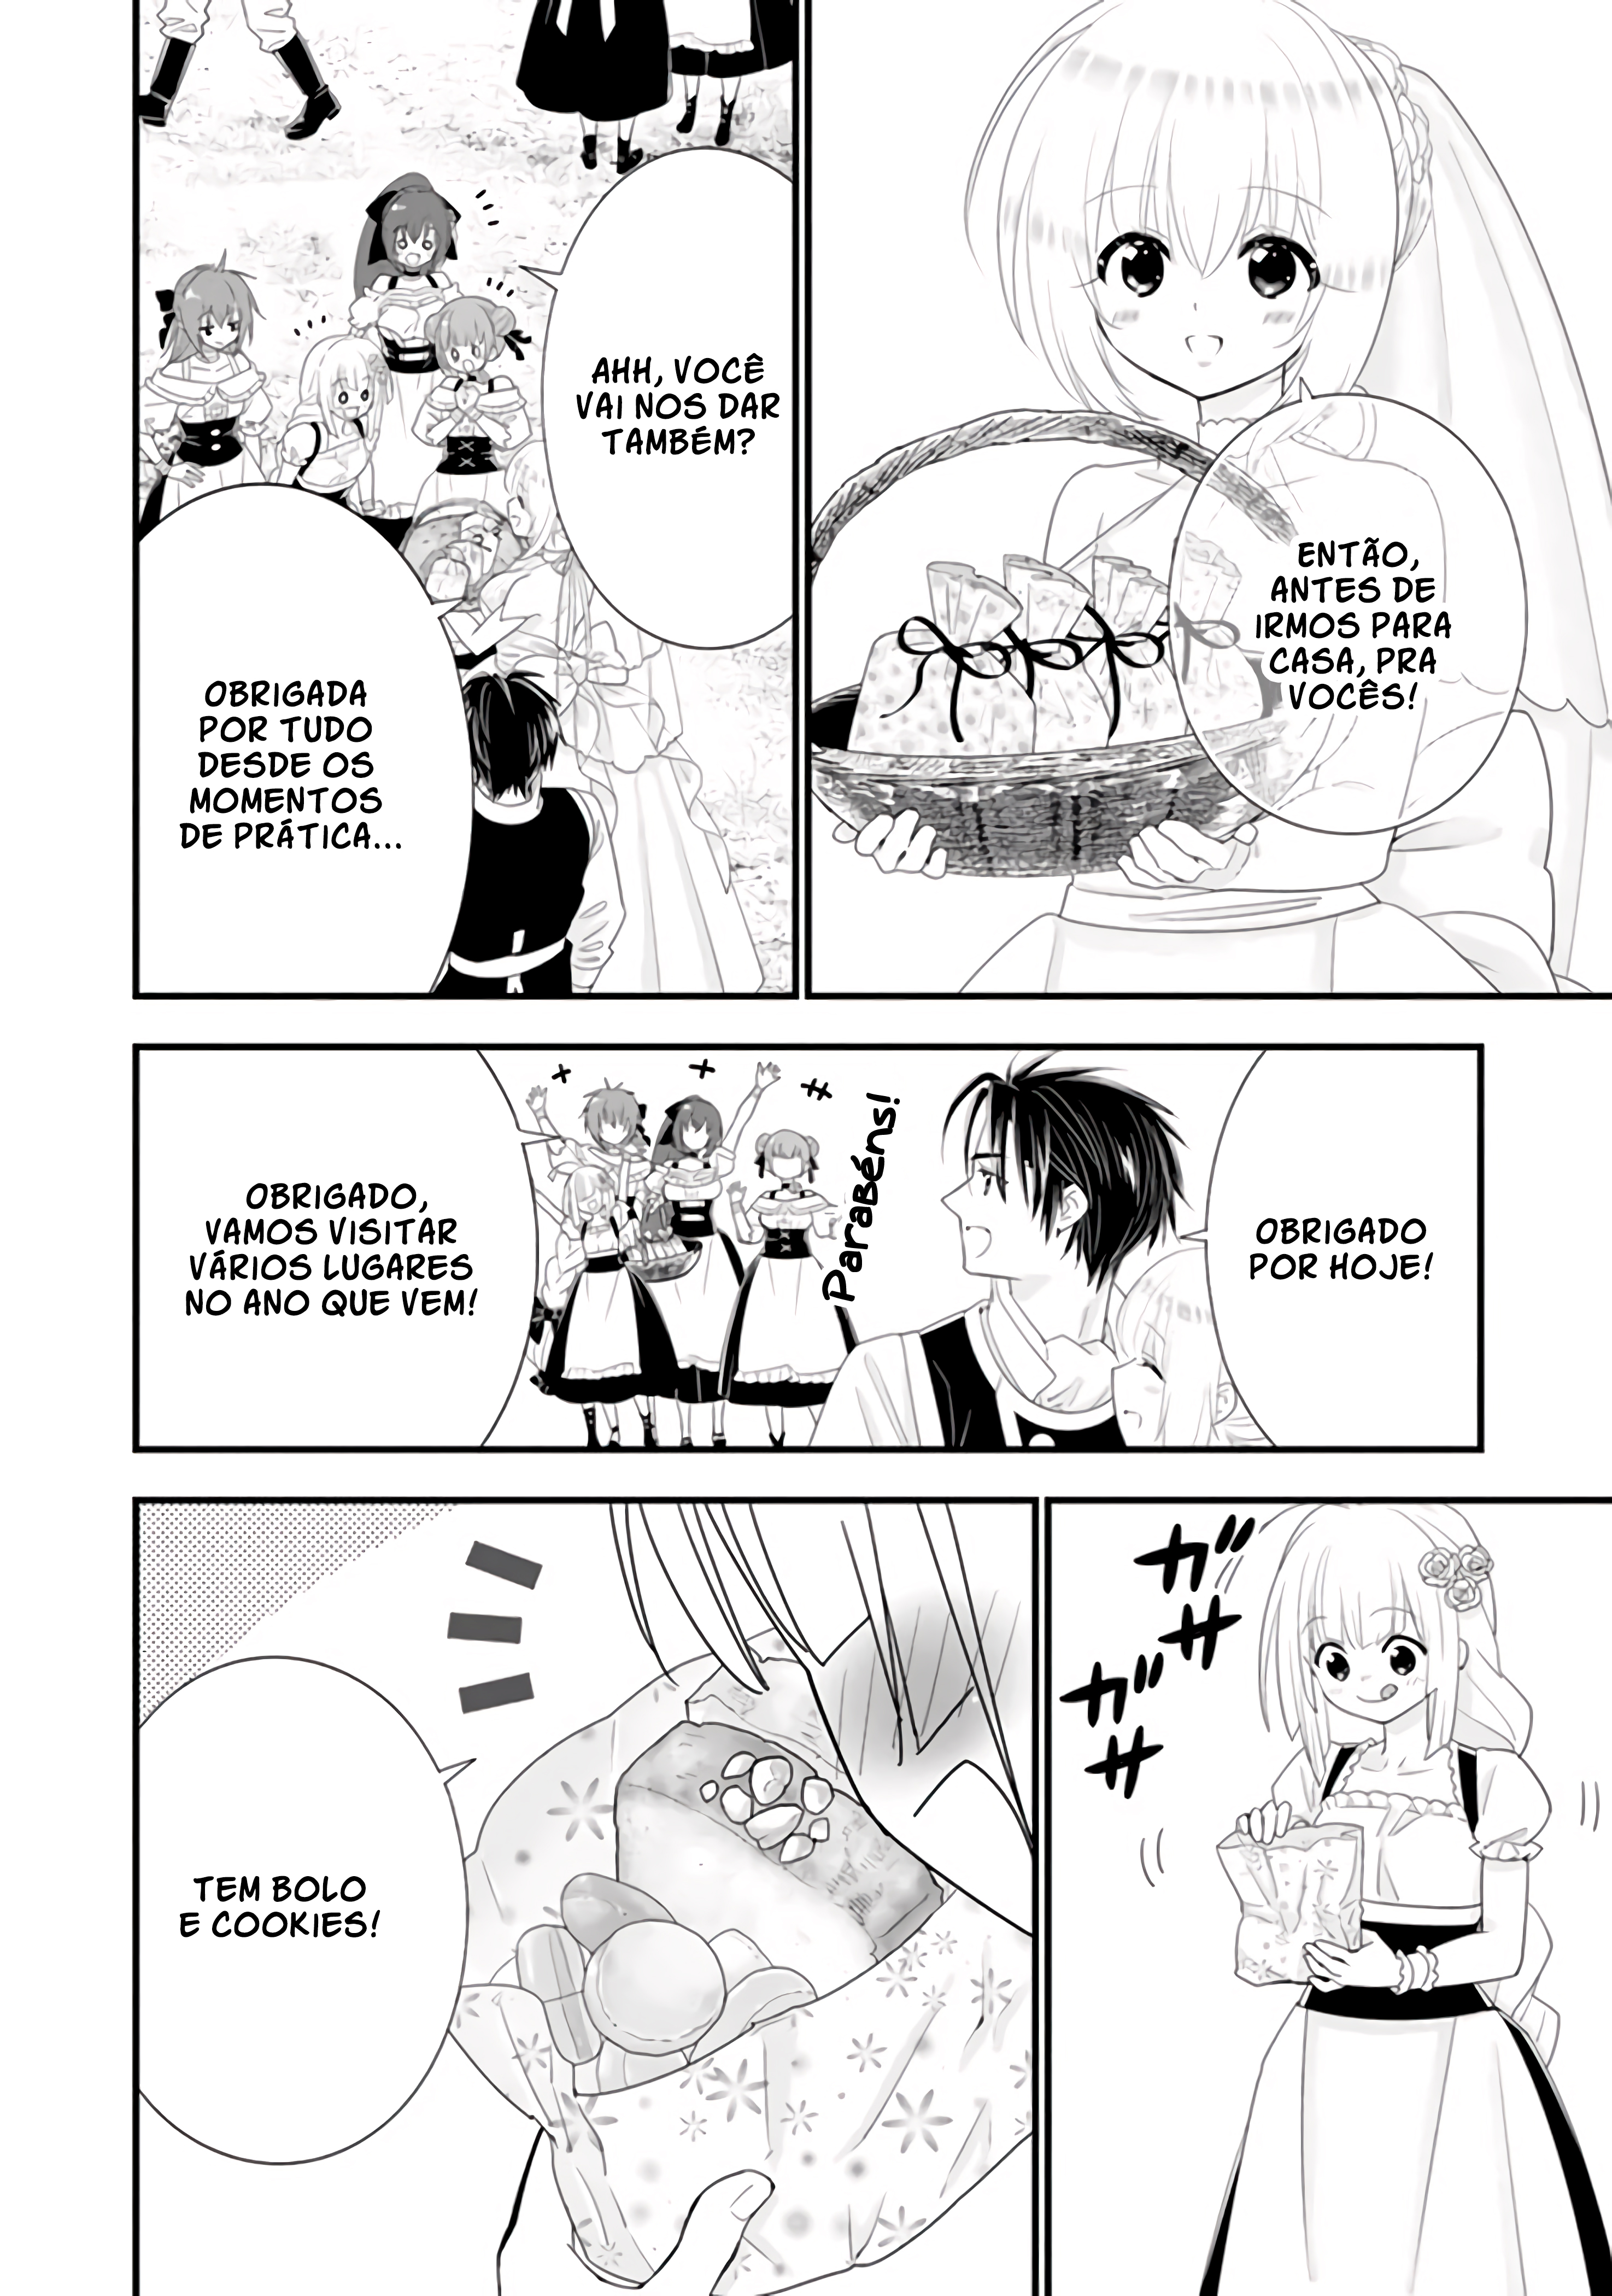 ENTÃO,
ANTES DE
IRMOS PARA
CASA, PRA
VOCÊS!
AHH, VOCÊ
VAI NOS DAR
TAMBÉM?
OBRIGADA
POR TUDO
DESDE OS
MOMENTOS
DE PRÁTICA...
OBRIGADO
POR HOJE!
Parabéns!
OBRIGADO,
VAMOS VISITAR
VÁRIOS LUGARES
NO ANO QUE VEM!
ガサ
ガサ
TEM BOLO
E COOKIES!